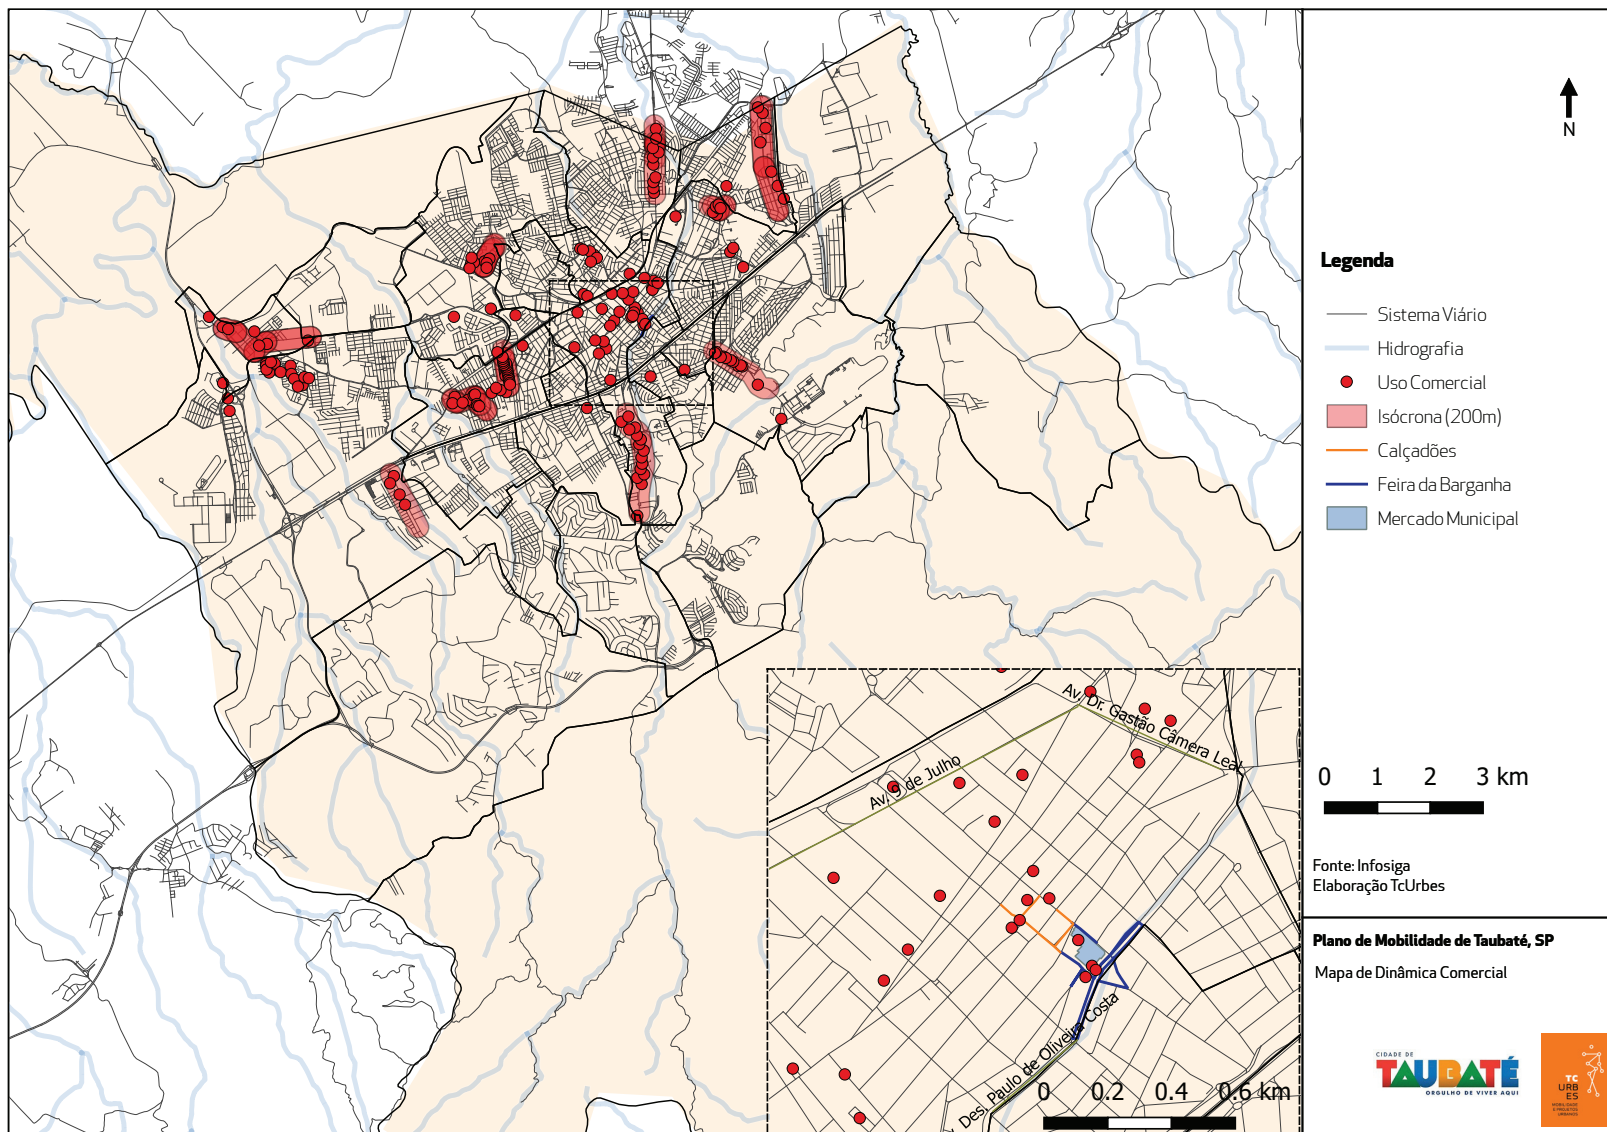 N
Legenda
Sistema Viário
Hidrografia
Uso Comercial
Isócrona (200m)
Calçadões
Feira da Barganha
Mercado Municipal
0 1 2 3 km
Fonte: Infosiga
Elaboração TcUrbes
Plano de Mobilidade de Taubaté, SP
Mapa de Dinâmica Comercial
CIDADE DE
TAUBATÉ
ORGULHO DE VIVER AQUI
TC
URB
ES
MOBILIDADE
E PROJETOS
URBANOS
Av. Dr. Gastão Câmera Leal
Av. 9 de Julho
Des. Paulo de Oliveira Costa
0 0.2 0.4 0.6 km